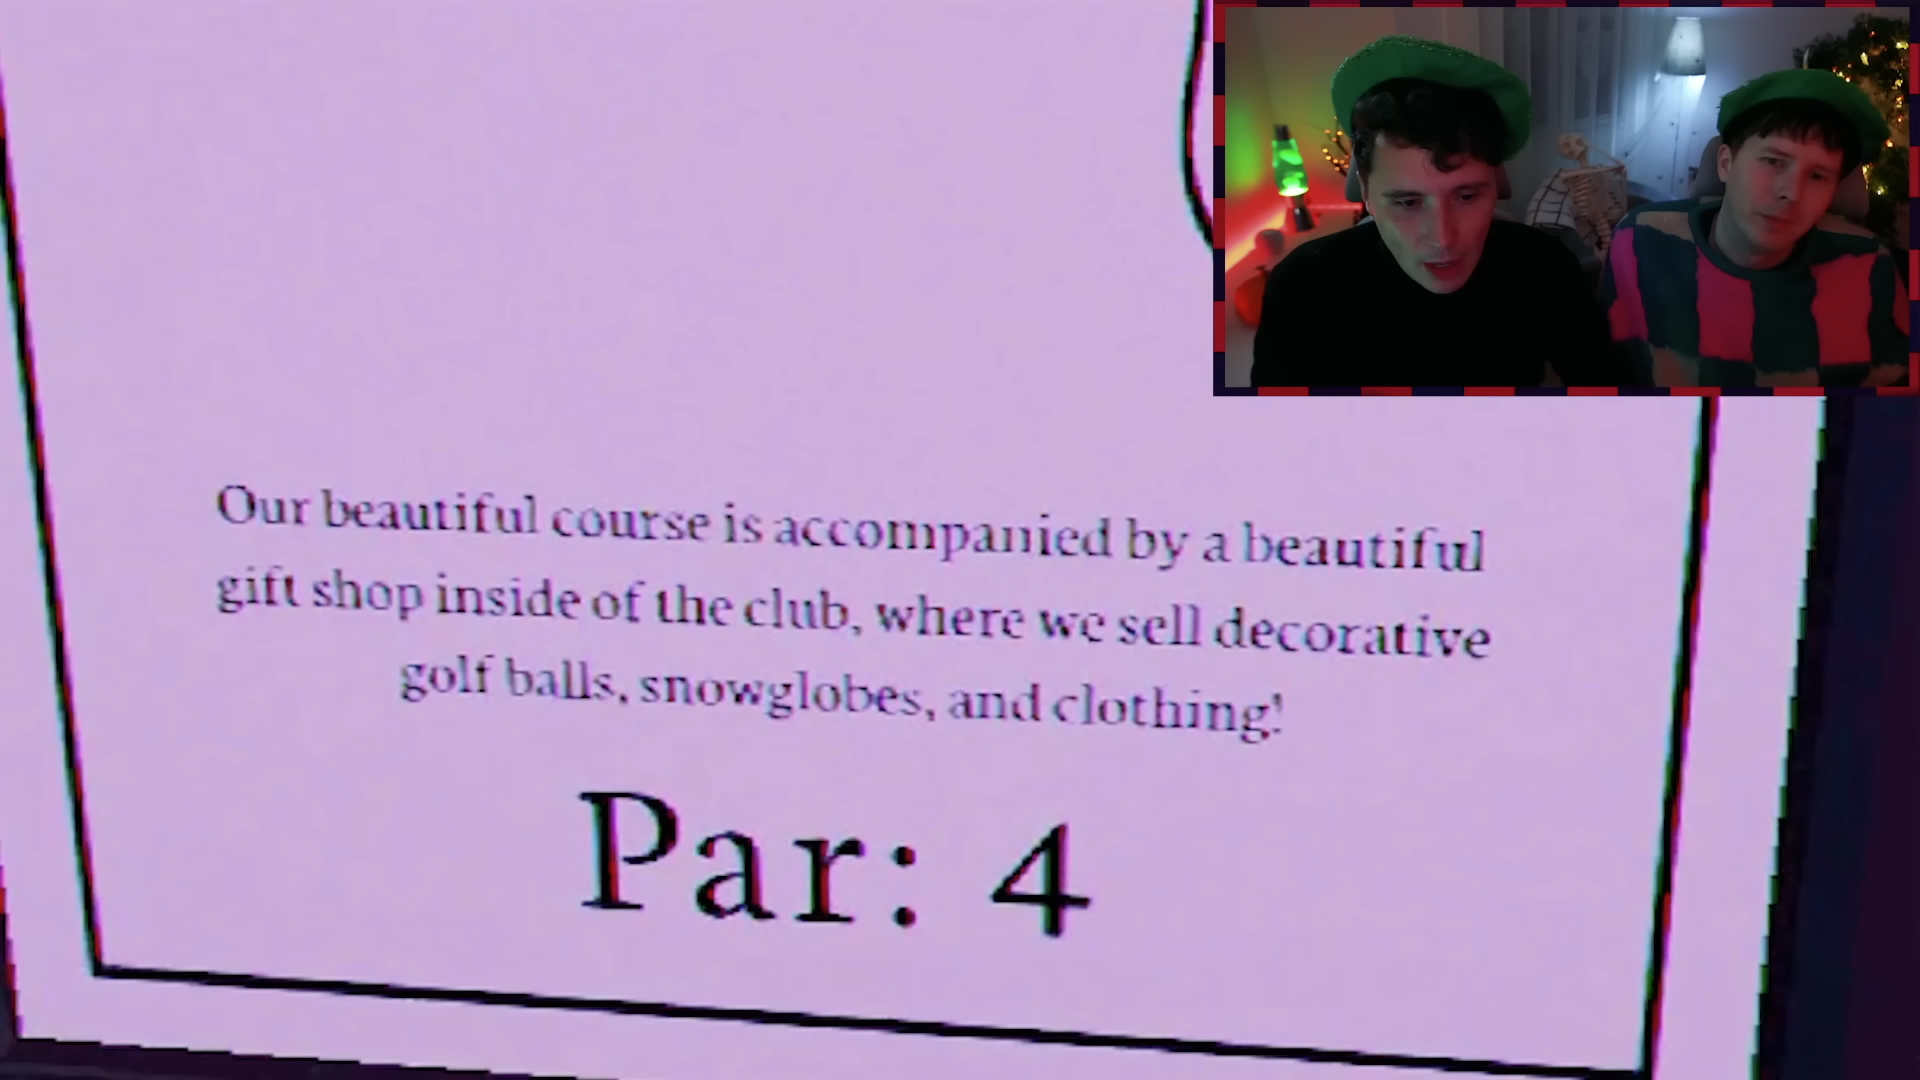 Our beautiful course is accompanied by a beautiful
gift shop inside of the club, where we sell decorative
golf balls, snowglobes, and clothing!
Par: 4